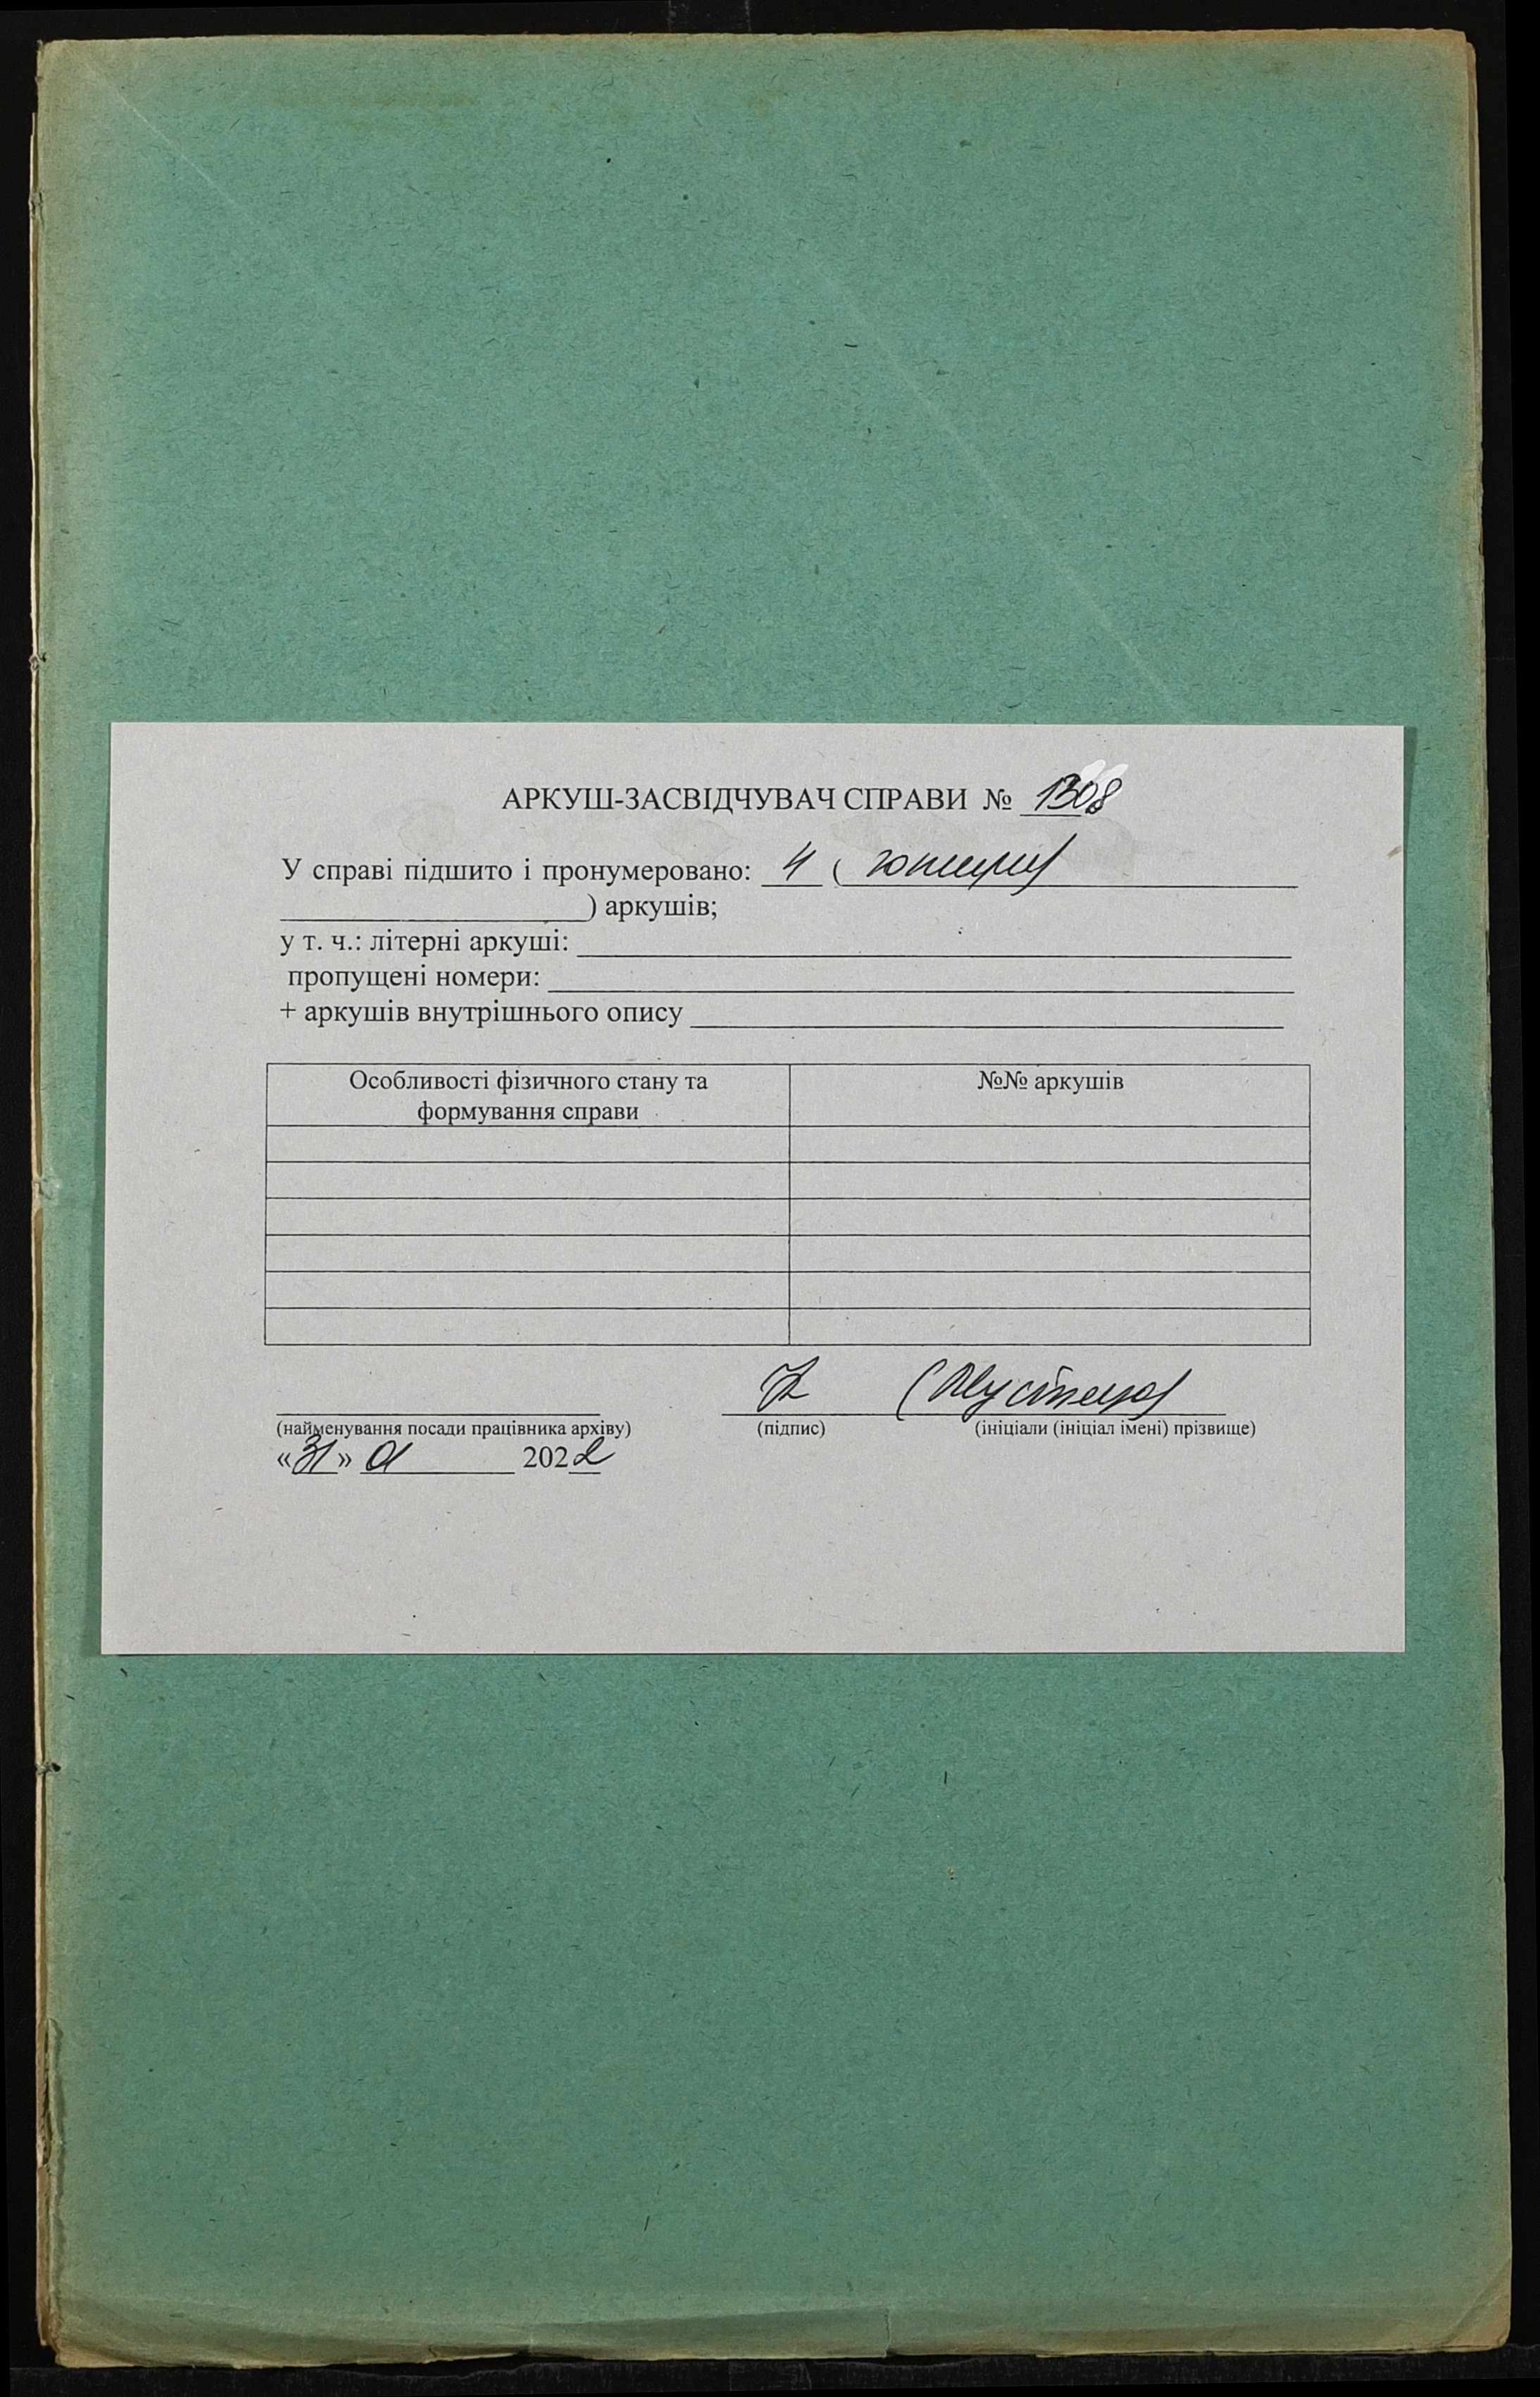 АРКУШ-ЗАСВІДЧУВАЧ СПРАВИ № 1308
У справі підшито і пронумеровано: 4 ( чотири)
) аркушів;
у т. ч.: літерні аркуші:
пропущені номери:
+ аркушів внутрішнього опису
Особливості фізичного стану та формування справи
№№ аркушів
(найменування посади працівника архіву)
(підпис)
(ініціали (ініціал імені) прізвище)
«31» 01 2022